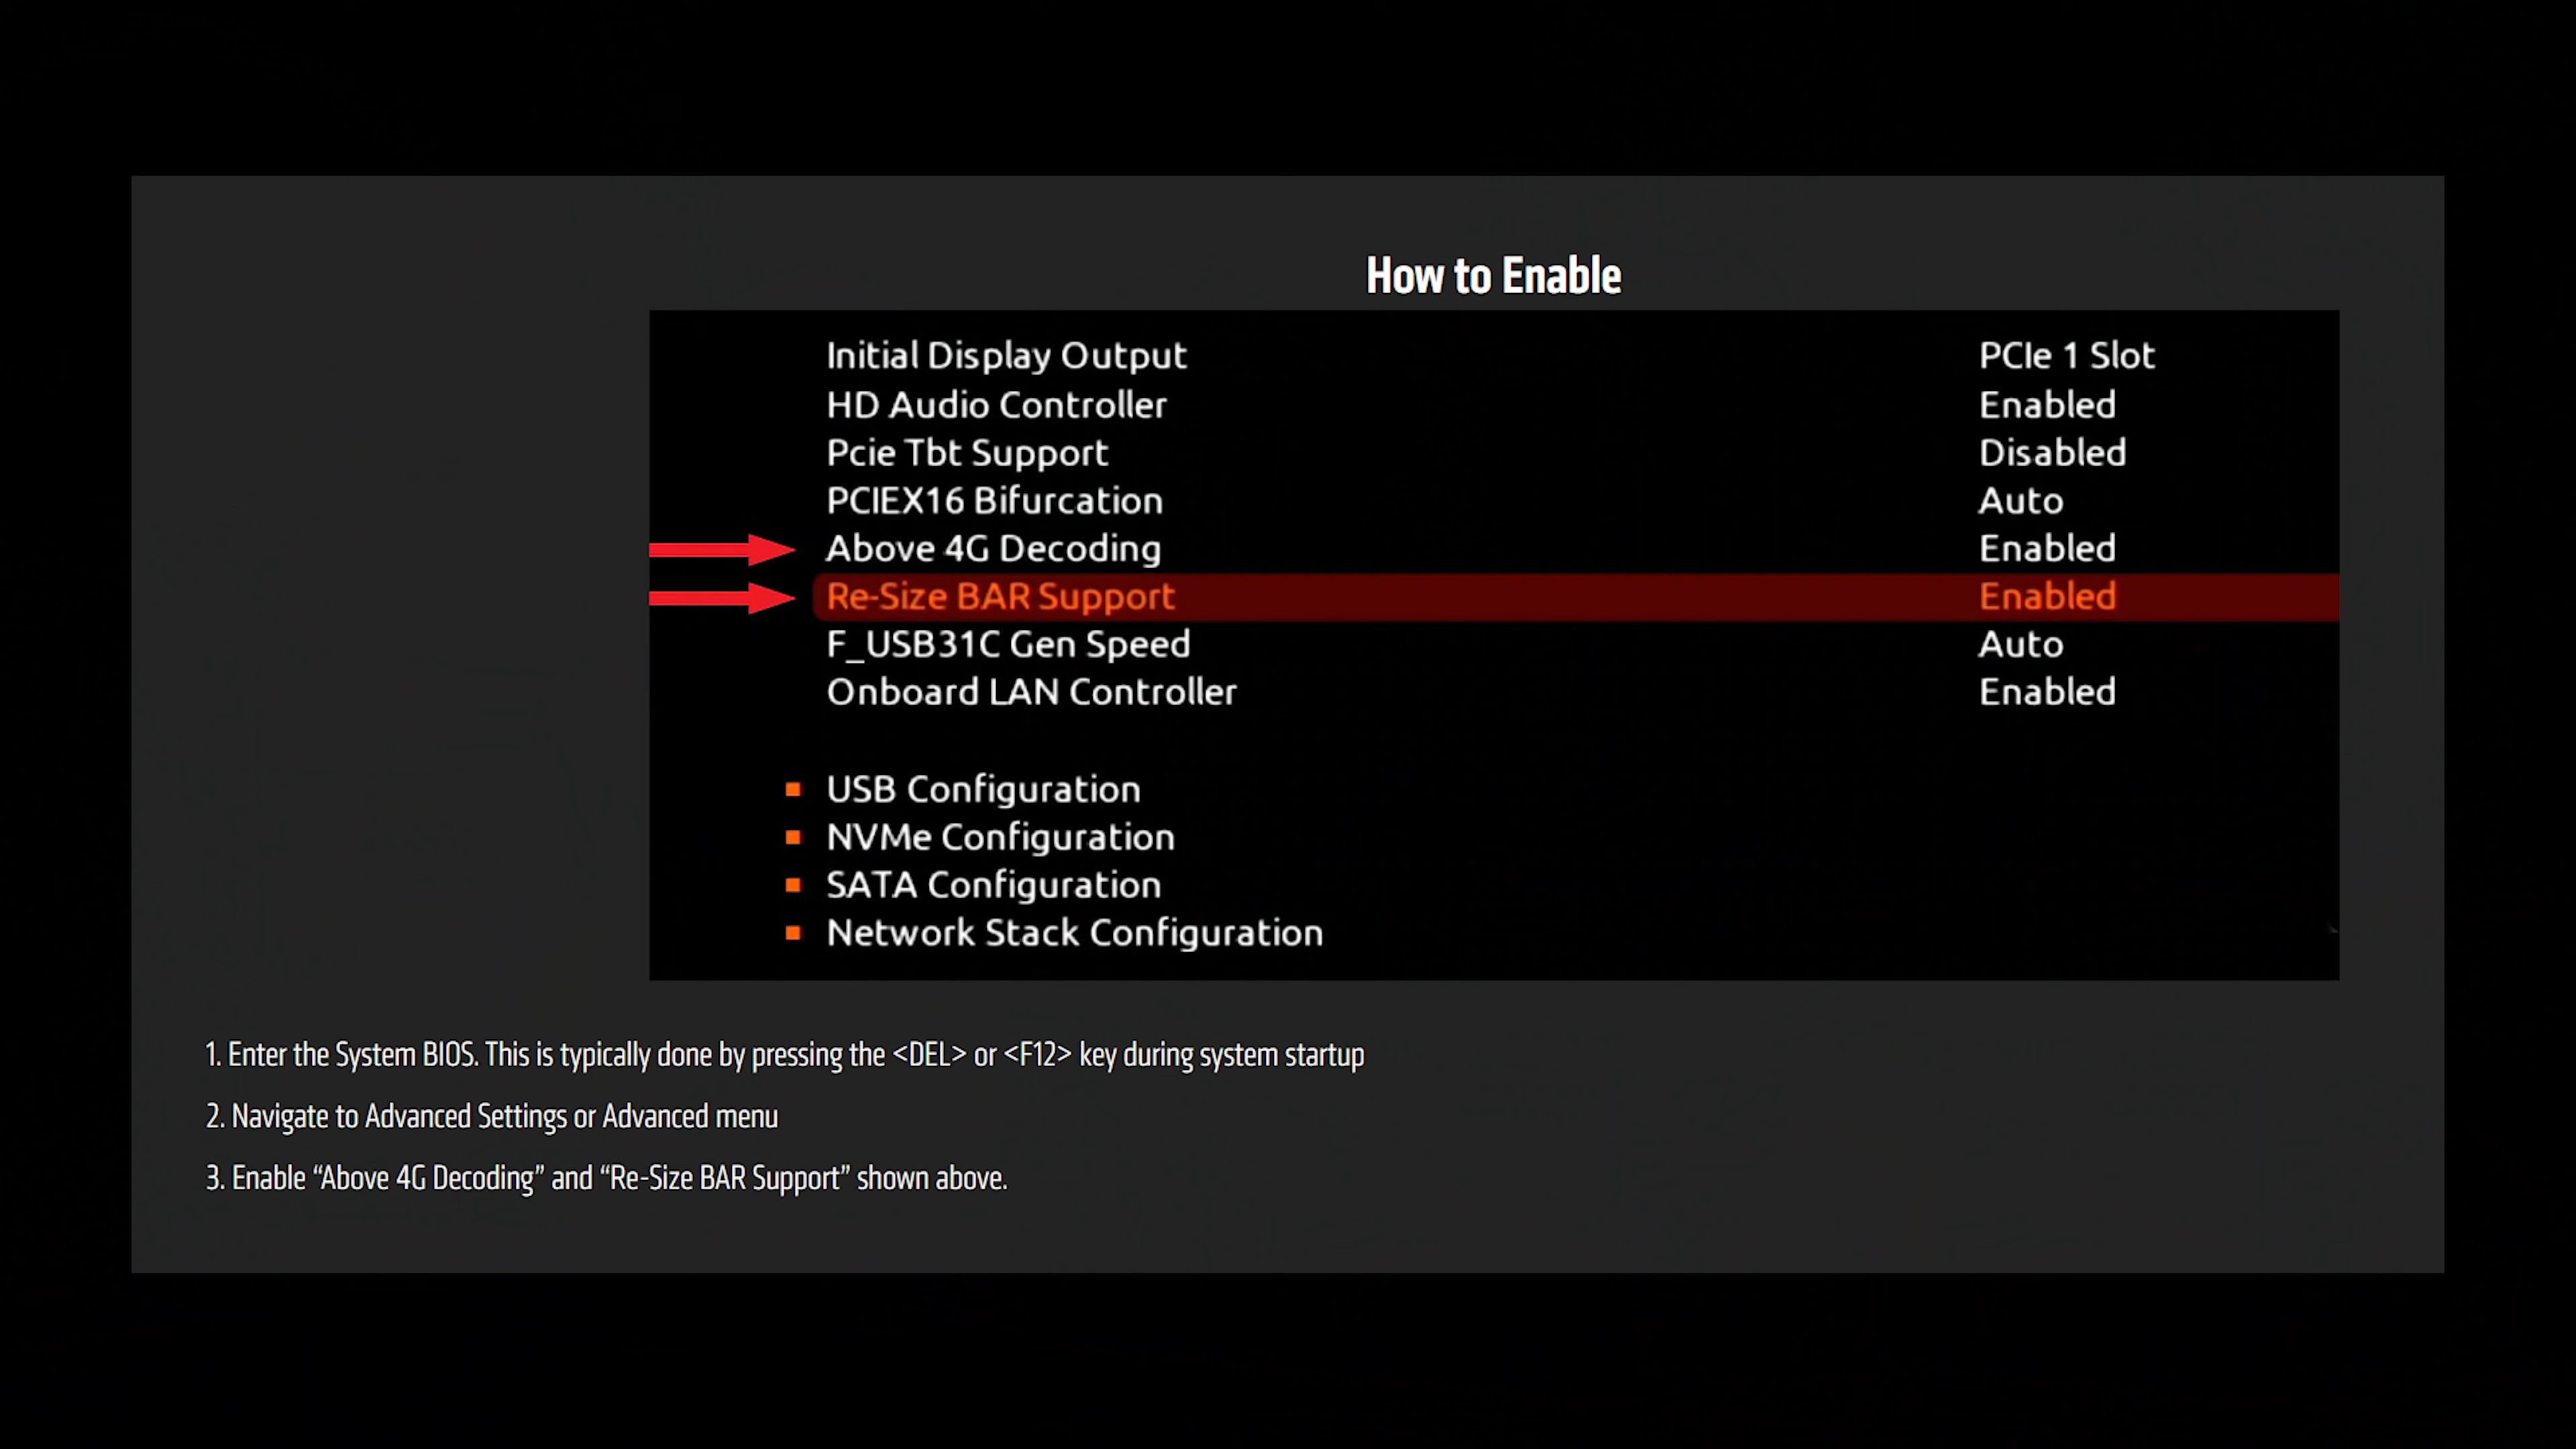 How to Enable
Initial Display Output PCIe 1 Slot
HD Audio Controller Enabled
Pcie Tbt Support Disabled
PCIEX16 Bifurcation Auto
Above 4G Decoding Enabled
Re-Size BAR Support Enabled
F_USB31C Gen Speed Auto
Onboard LAN Controller Enabled
USB Configuration
NVMe Configuration
SATA Configuration
Network Stack Configuration
1. Enter the System BIOS. This is typically done by pressing the <DEL> or <F12> key during system startup
2. Navigate to Advanced Settings or Advanced menu
3. Enable “Above 4G Decoding” and “Re-Size BAR Support” shown above.